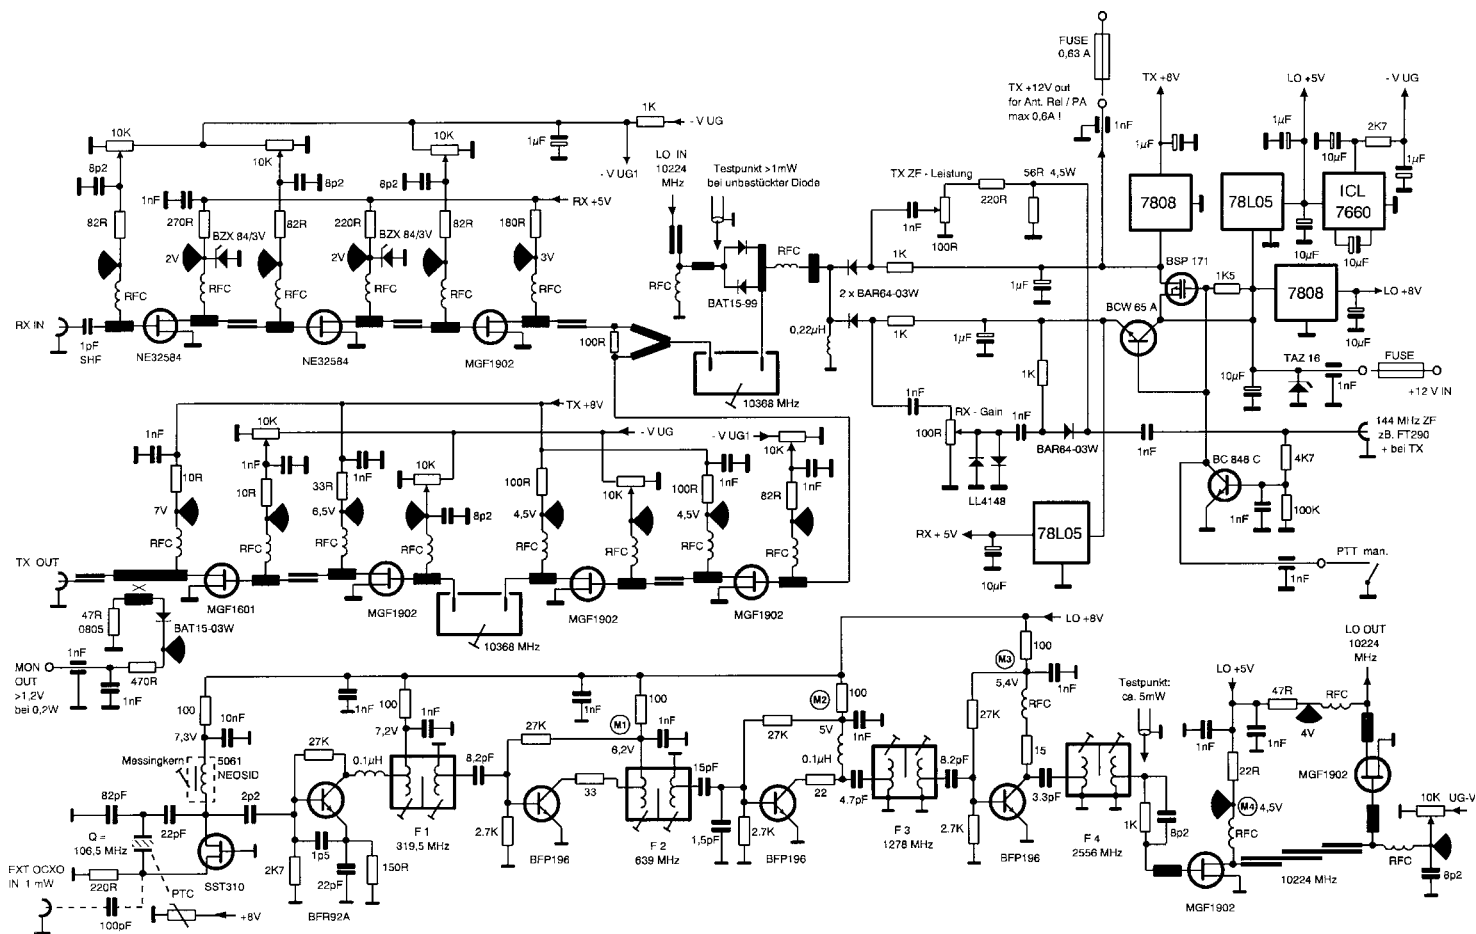 FUSE
0,63 A
TX +8V
LO +5V
- V UG
TX +12V out
for Ant. Rel / PA
max 0,6A !
1nF
1µF
1µF
10µF
2K7
1µF
1K
- V UG
10K
10K
10K
1µF
- V UG1
LO IN
10224
MHz
Testpunkt >1mW
bei unbestückter Diode
TX ZF - Leistung
56R 4,5W
220R
1nF
100R
7808
78L05
ICL
7660
10µF
10µF
8p2
8p2
8p2
1nF
RX +5V
82R
270R
82R
220R
82R
180R
BZX 84/3V
BZX 84/3V
2V
2V
3V
RFC
RFC
RFC
RFC
RFC
RFC
RFC
RFC
BAT15-99
1K
2 x BAR64-03W
1µF
BSP 171
1K5
7808
LO +8V
10µF
BCW 65 A
RX IN
1pF
SHF
NE32584
NE32584
MGF1902
100R
0,22µH
1K
1µF
1K
10368 MHz
TAZ 16
FUSE
10µF
1nF
+12 V IN
TX +8V
1nF
RX - Gain
1nF
100R
BAR64-03W
1nF
144 MHz ZF
zB. FT290
+ bei TX
LL4148
BC 848 C
4K7
1nF
100K
1nF
10K
1nF
1nF
10K
- V UG
- V UG1
10K
10K
1nF
1nF
10R
10R
33R
100R
100R
82R
7V
6,5V
8p2
4,5V
4,5V
RFC
RFC
RFC
RFC
RFC
RFC
RFC
RFC
RX + 5V
78L05
10µF
PTT man.
1nF
TX OUT
MGF1601
MGF1902
10368 MHz
MGF1902
MGF1902
47R
0805
BAT15-03W
MON
OUT
>1,2V
bei 0,2W
1nF
1nF
470R
LO +8V
LO OUT
10224
MHz
100
10nF
7,3V
1nF
100
1nF
7,2V
1nF
100
M1
6,2V
1nF
M2
100
5V
1nF
M3
100
5,4V
1nF
RFC
Testpunkt:
ca. 5mW
LO +5V
47R
RFC
1nF
1nF
4V
22R
M4
4,5V
RFC
MGF1902
10K
UG-V
Messingkern
5061
NEOSID
27K
0.1µH
27K
27K
0.1µH
27K
15
82pF
22pF
2p2
Q =
106,5 MHz
8,2pF
33
15pF
22
4.7pF
8.2pF
3.3pF
1K
8p2
F 1
319,5 MHz
2.7K
BFP196
F 2
639 MHz
1,5pF
2.7K
BFP196
F 3
1278 MHz
2.7K
BFP196
F 4
2556 MHz
EXT OCXO
IN 1 mW
220R
SST310
PTC
100pF
+8V
2K7
1p5
22pF
150R
BFR92A
MGF1902
10224 MHz
RFC
8p2